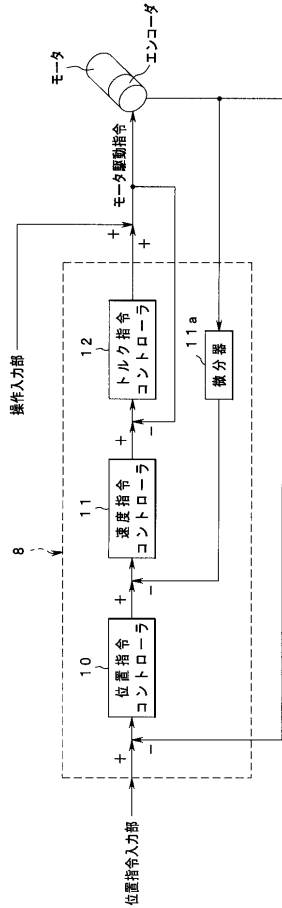 8
位置指令入力部
+
−
10
位置指令
コントローラ
+
−
11
速度指令
コントローラ
+
−
12
トルク指令
コントローラ
操作入力部
+
+
モータ駆動指令
モータ
エンコーダ
11a
微分器